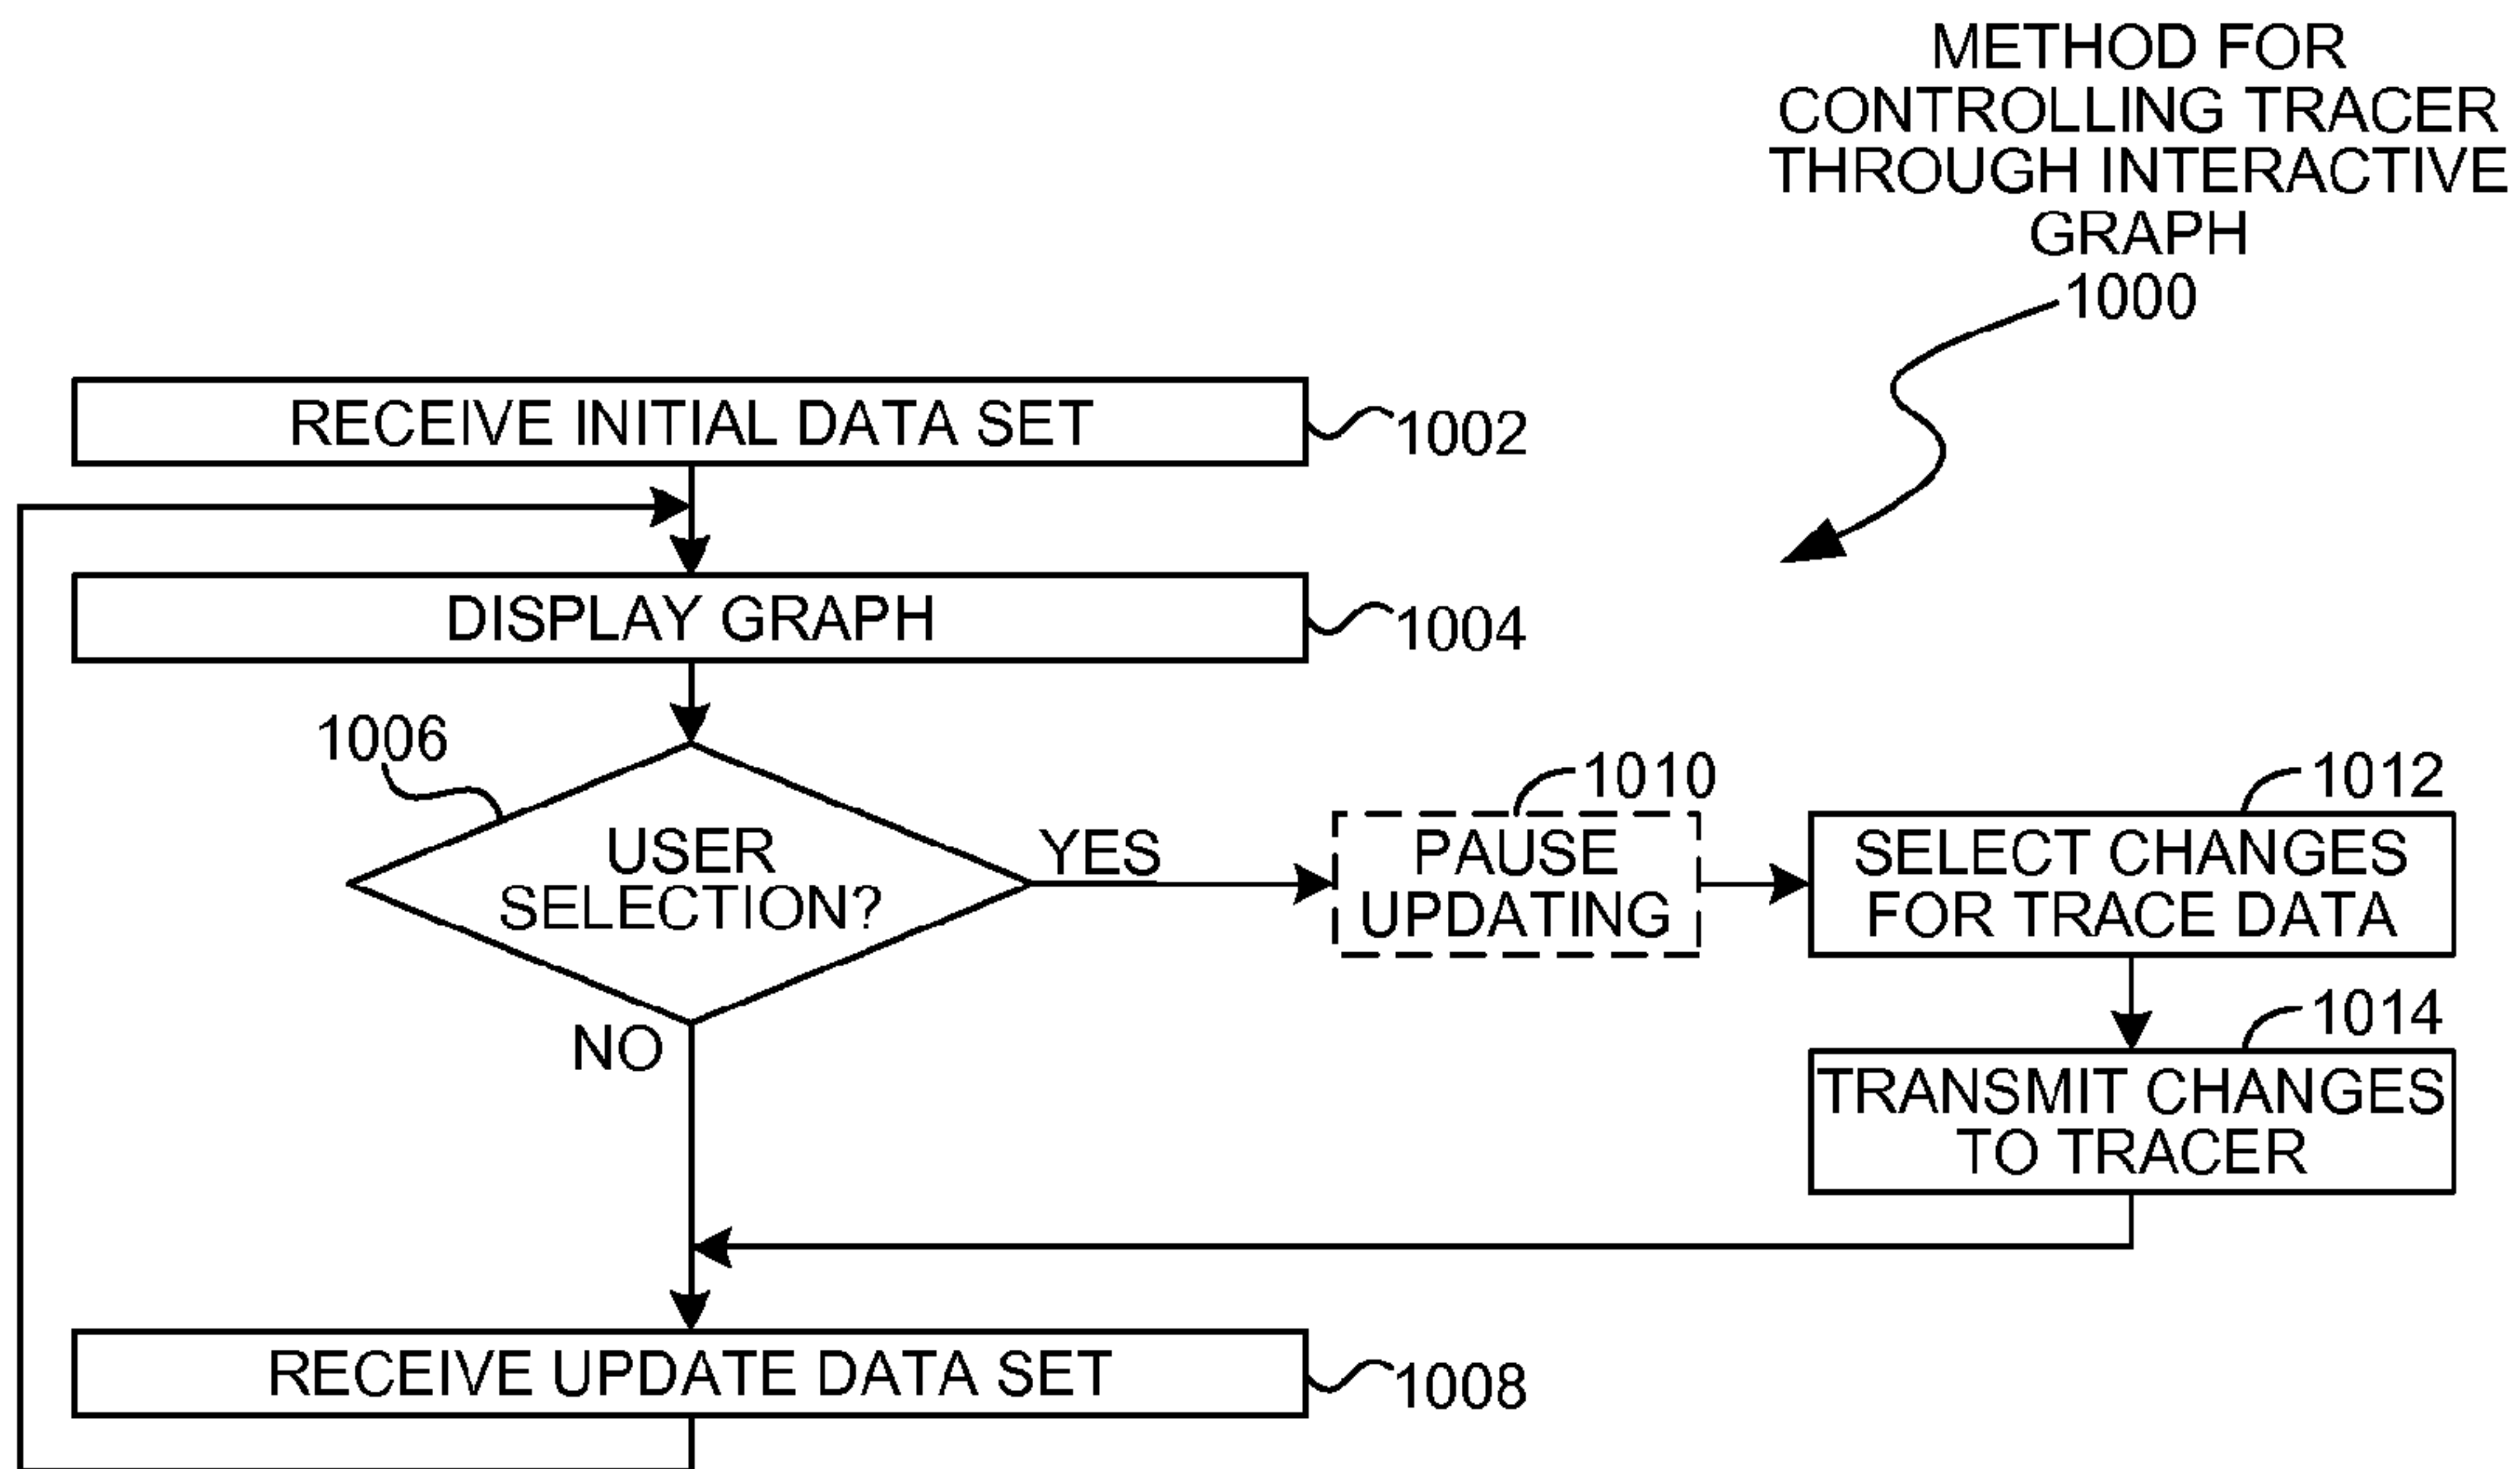 METHOD FOR
CONTROLLING TRACER
THROUGH INTERACTIVE
GRAPH
1000
RECEIVE INITIAL DATA SET
1002
DISPLAY GRAPH
1004
1006
USER
SELECTION?
YES
NO
1010
PAUSE
UPDATING
1012
SELECT CHANGES
FOR TRACE DATA
1014
TRANSMIT CHANGES
TO TRACER
RECEIVE UPDATE DATA SET
1008